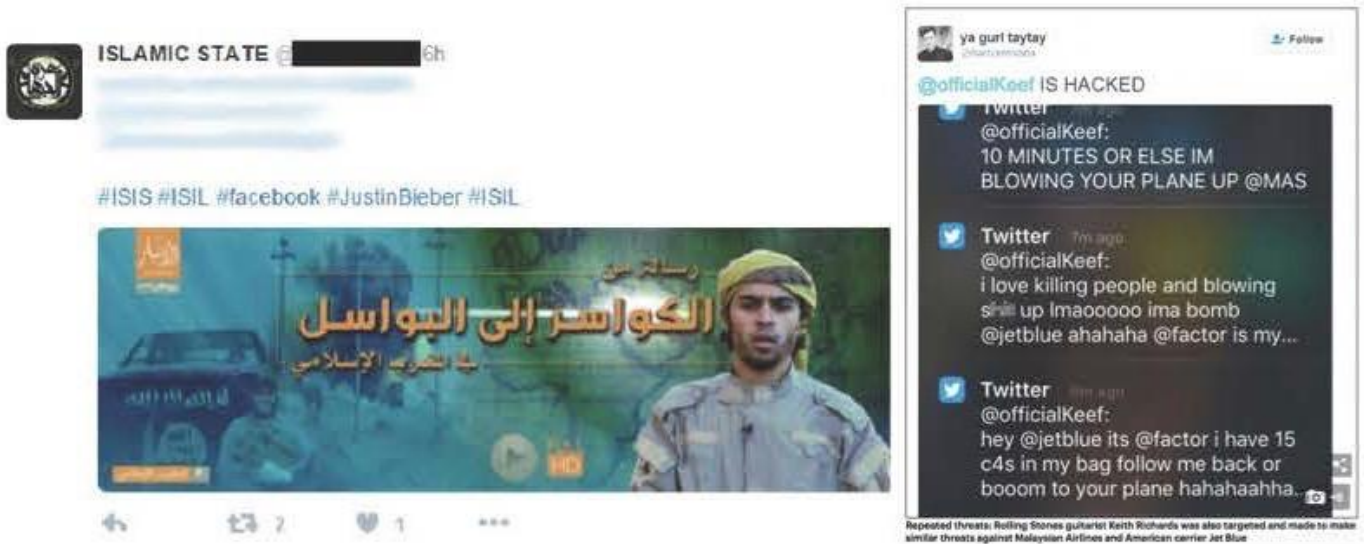 ISLAMIC STATE @ 6h
#ISIS #ISIL #facebook #JustinBieber #ISIL
رسالة من
الكواسر إلى البواسل
في المغرب الإسلامي
HD
2
1
ya gurl taytay
Follow
@officialKeef IS HACKED
Twitter
@officialKeef:
10 MINUTES OR ELSE IM
BLOWING YOUR PLANE UP @MAS
Twitter 7m ago
@officialKeef:
i love killing people and blowing
up lmaooooo ima bomb
@jetblue ahahaha @factor is my...
Twitter
@officialKeef:
hey @jetblue its @factor i have 15
c4s in my bag follow me back or
booom to your plane hahahaahha...
Repeated threats: Rolling Stones guitarist Keith Richards was also targeted and made to make
similar threats against Malaysian Airlines and American carrier Jet Blue